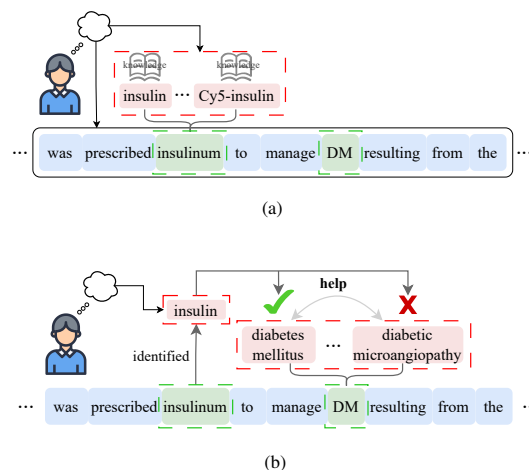 knowledge knowledge
insulin ... Cy5-insulin
... was prescribed insulinum to manage DM resulting from the ...
(a)
help
insulin
diabetes mellitus ... diabetic microangiopathy
identified
... was prescribed insulinum to manage DM resulting from the ...
(b)